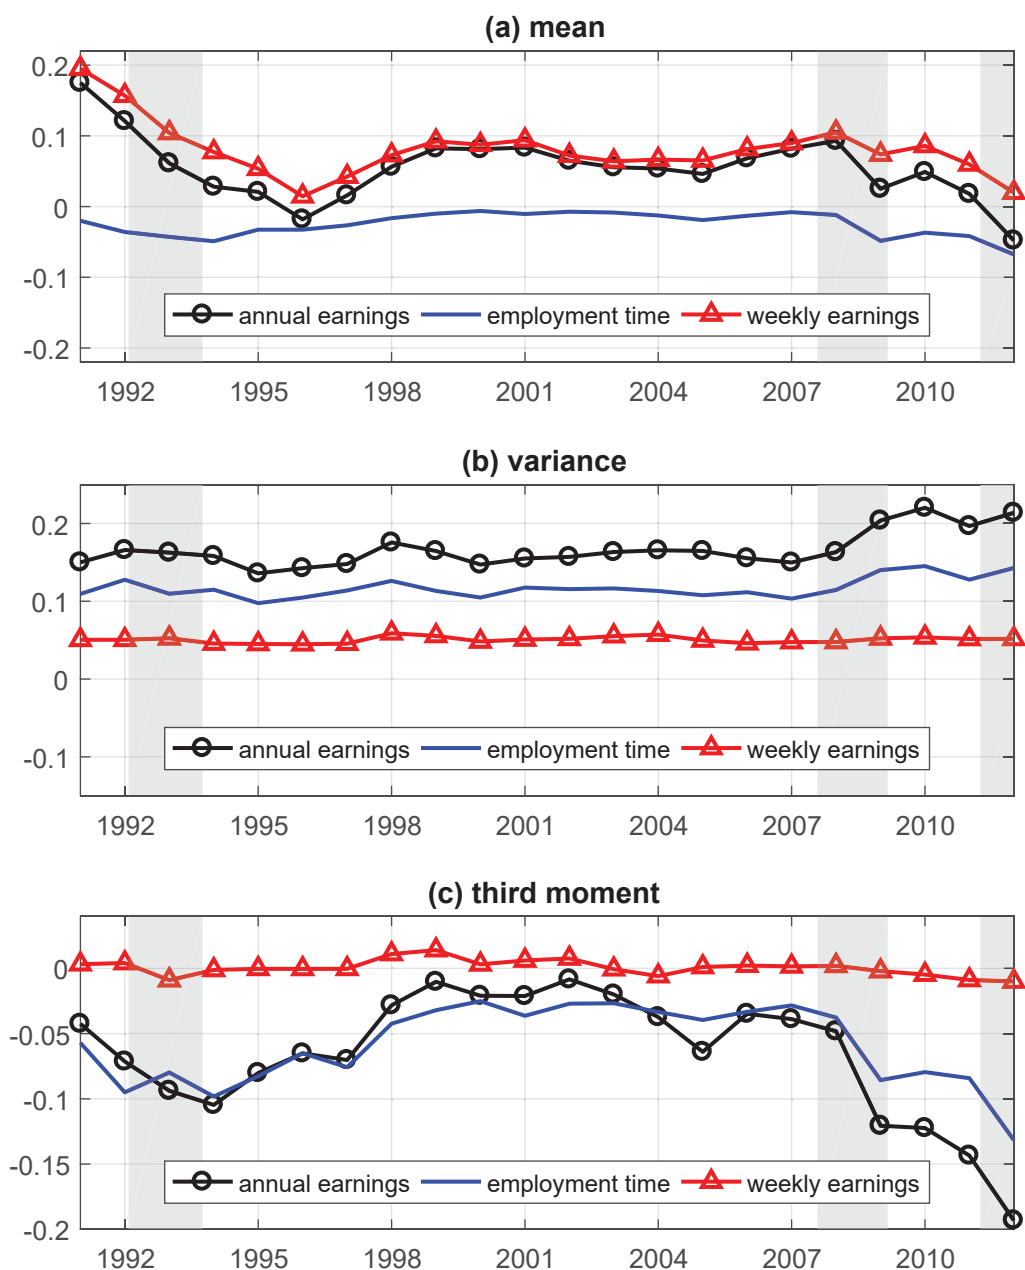 (a) mean
0.2
0.1
0
-0.1
-0.2
annual earnings employment time weekly earnings
1992 1995 1998 2001 2004 2007 2010
(b) variance
0.2
0.1
0
-0.1
annual earnings employment time weekly earnings
1992 1995 1998 2001 2004 2007 2010
(c) third moment
0
-0.05
-0.1
-0.15
-0.2
annual earnings employment time weekly earnings
1992 1995 1998 2001 2004 2007 2010